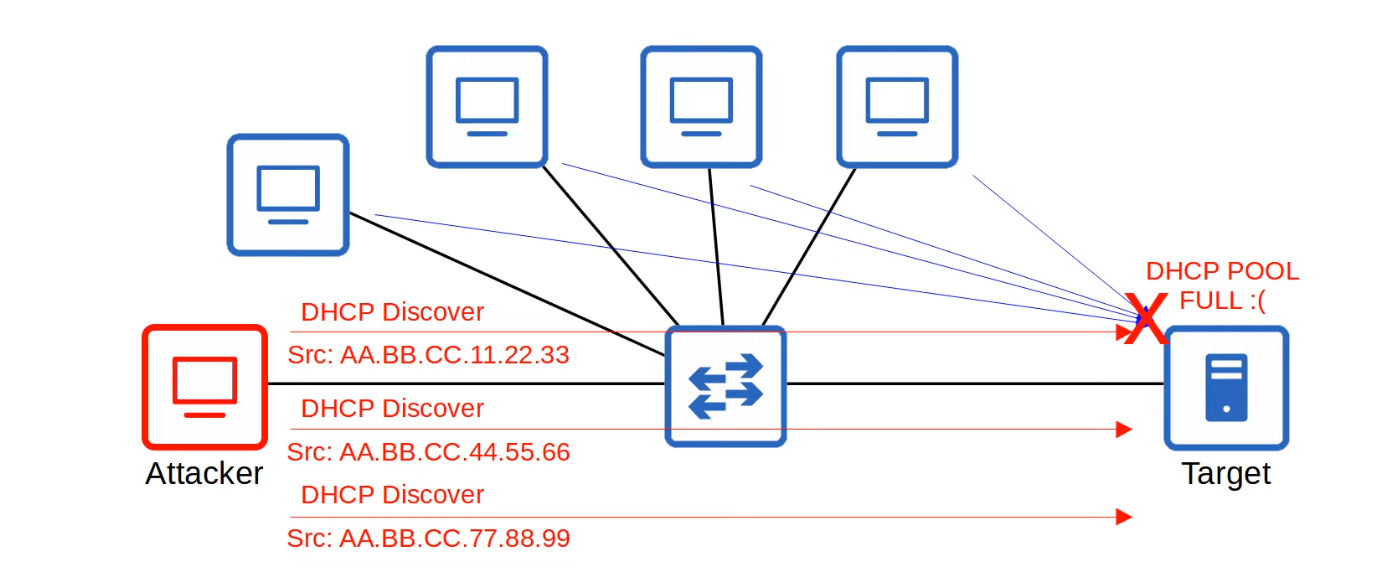 DHCP POOL
FULL :(
DHCP Discover
Src: AA.BB.CC.11.22.33
DHCP Discover
Src: AA.BB.CC.44.55.66
Attacker
Target
DHCP Discover
Src: AA.BB.CC.77.88.99